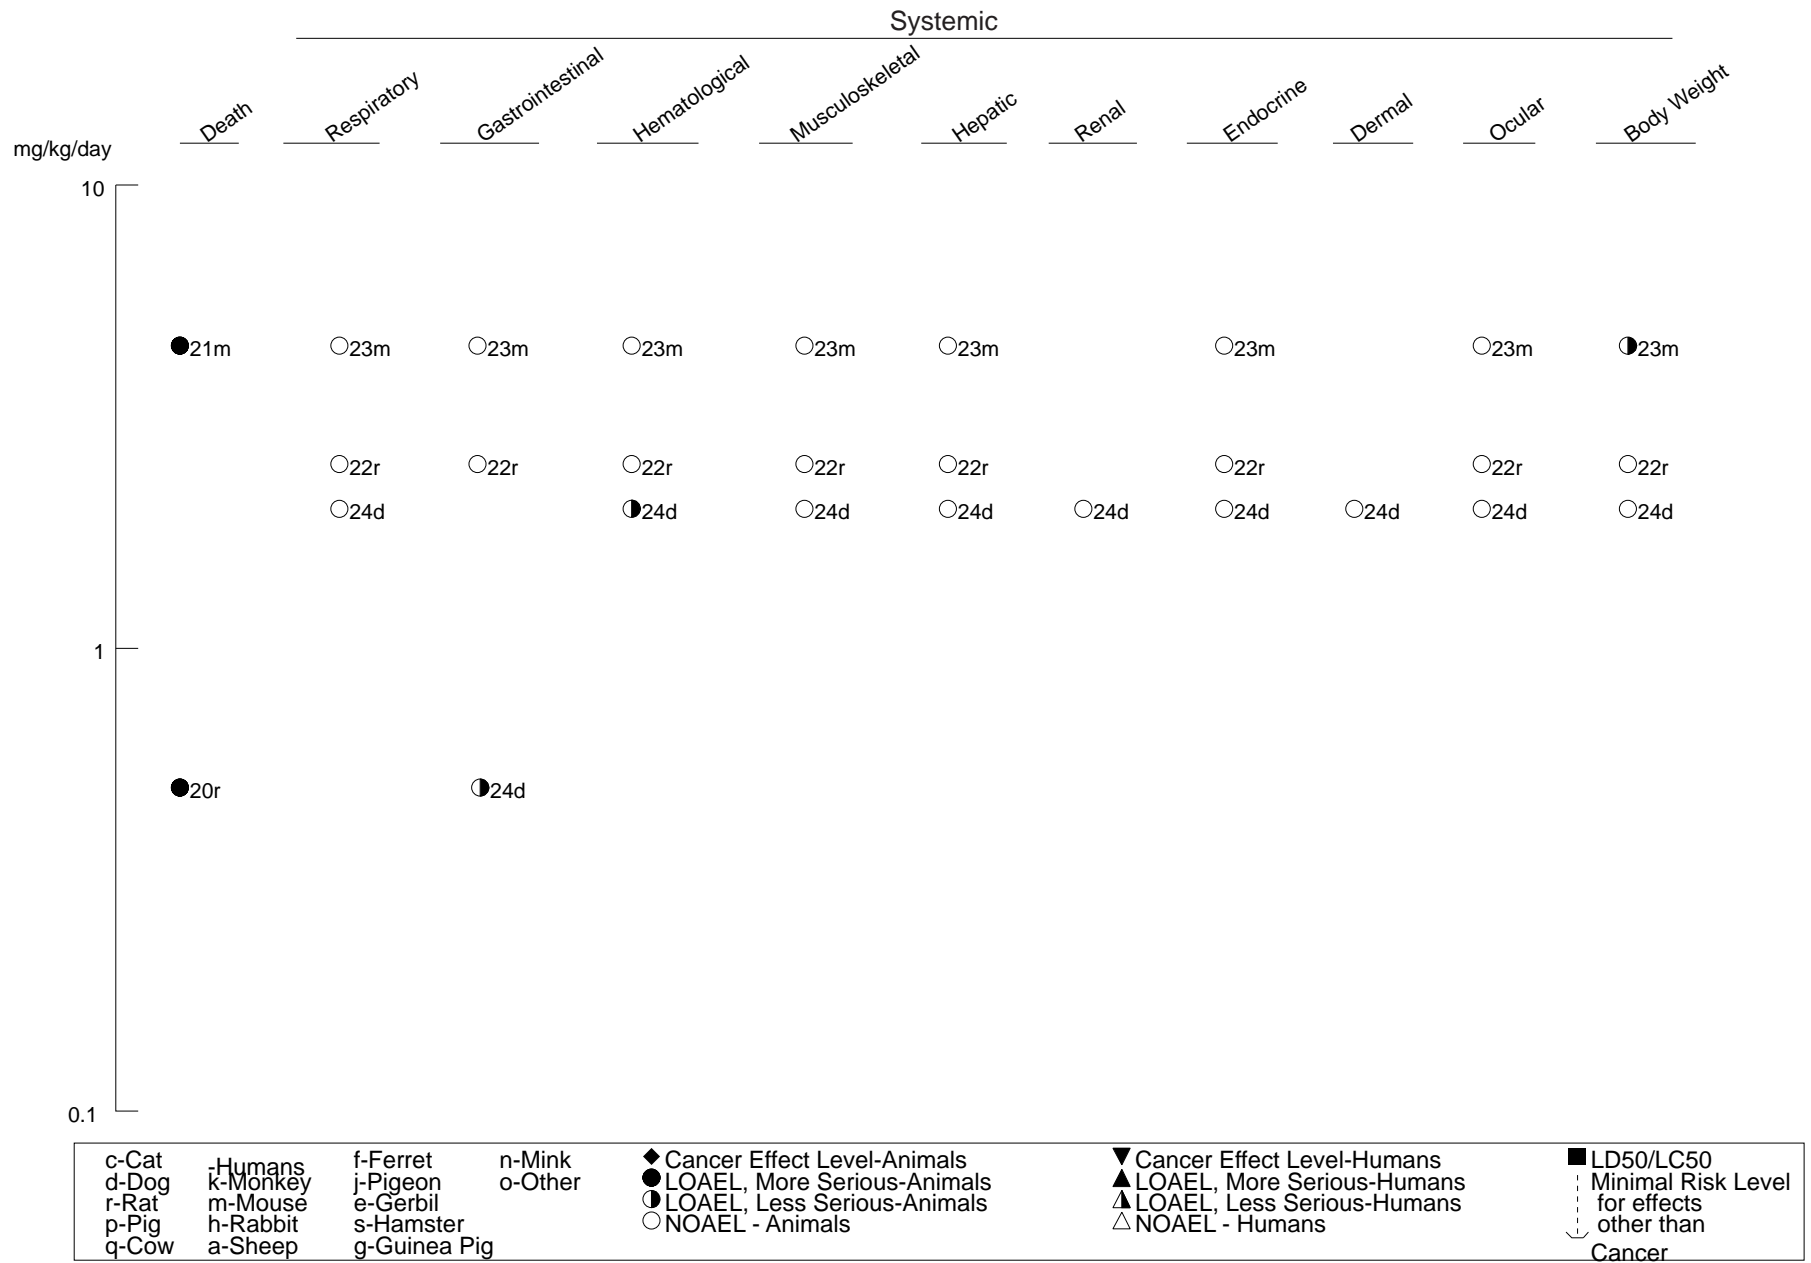 Systemic
Death
Respiratory
Gastrointestinal
Hematological
Musculoskeletal
Hepatic
Renal
Endocrine
Dermal
Ocular
Body Weight
mg/kg/day
10
21m 23m 23m 23m 23m 23m 23m 23m 23m
22r 22r 22r 22r 22r 22r 22r 22r
24d 24d 24d 24d 24d 24d 24d 24d 24d
1
20r 24d
0.1
c-Cat
d-Dog
r-Rat
p-Pig
q-Cow
-Humans
k-Monkey
m-Mouse
h-Rabbit
a-Sheep
f-Ferret
j-Pigeon
e-Gerbil
s-Hamster
g-Guinea Pig
n-Mink
o-Other
Cancer Effect Level-Animals
LOAEL, More Serious-Animals
LOAEL, Less Serious-Animals
NOAEL - Animals
Cancer Effect Level-Humans
LOAEL, More Serious-Humans
LOAEL, Less Serious-Humans
NOAEL - Humans
LD50/LC50
Minimal Risk Level
for effects
other than
Cancer